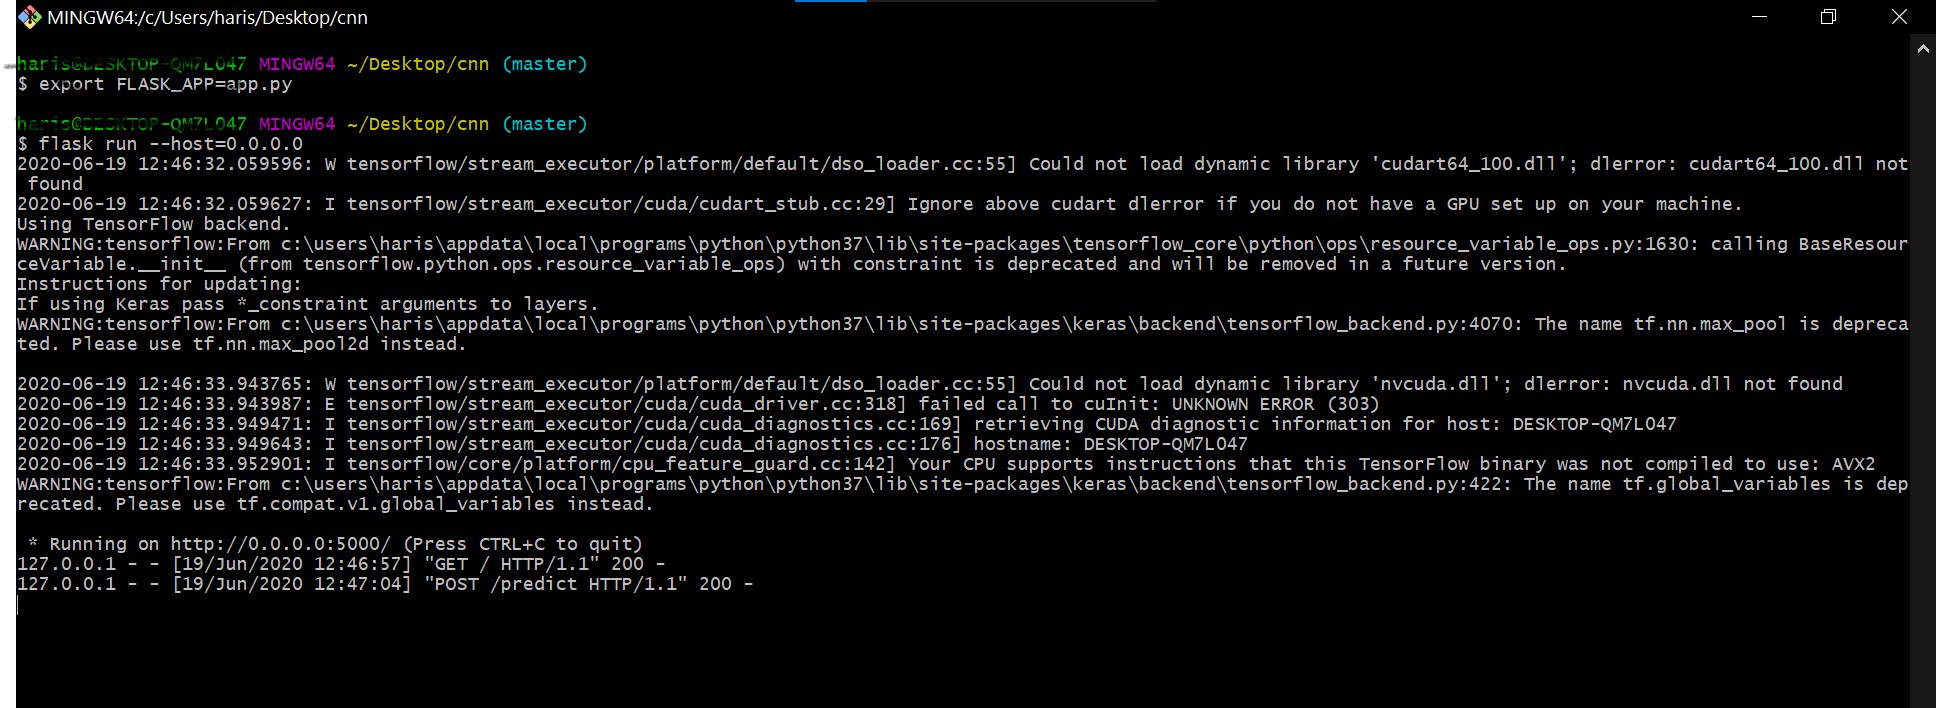 MINGW64:/c/Users/haris/Desktop/cnn
haris@DESKTOP-QM7L047 MINGW64 ~/Desktop/cnn (master)
$ export FLASK_APP=app.py
haris@DESKTOP-QM7L047 MINGW64 ~/Desktop/cnn (master)
$ flask run --host=0.0.0.0
2020-06-19 12:46:32.059596: W tensorflow/stream_executor/platform/default/dso_loader.cc:55] Could not load dynamic library 'cudart64_100.dll'; dlerror: cudart64_100.dll not
found
2020-06-19 12:46:32.059627: I tensorflow/stream_executor/cuda/cudart_stub.cc:29] Ignore above cudart dlerror if you do not have a GPU set up on your machine.
Using TensorFlow backend.
WARNING:tensorflow:From c:\users\haris\appdata\local\programs\python\python37\lib\site-packages\tensorflow_core\python\ops\resource_variable_ops.py:1630: calling BaseResour
ceVariable.__init__ (from tensorflow.python.ops.resource_variable_ops) with constraint is deprecated and will be removed in a future version.
Instructions for updating:
If using Keras pass *_constraint arguments to layers.
WARNING:tensorflow:From c:\users\haris\appdata\local\programs\python\python37\lib\site-packages\keras\backend\tensorflow_backend.py:4070: The name tf.nn.max_pool is depreca
ted. Please use tf.nn.max_pool2d instead.
2020-06-19 12:46:33.943765: W tensorflow/stream_executor/platform/default/dso_loader.cc:55] Could not load dynamic library 'nvcuda.dll'; dlerror: nvcuda.dll not found
2020-06-19 12:46:33.943987: E tensorflow/stream_executor/cuda/cuda_driver.cc:318] failed call to cuInit: UNKNOWN ERROR (303)
2020-06-19 12:46:33.949471: I tensorflow/stream_executor/cuda/cuda_diagnostics.cc:169] retrieving CUDA diagnostic information for host: DESKTOP-QM7L047
2020-06-19 12:46:33.949643: I tensorflow/stream_executor/cuda/cuda_diagnostics.cc:176] hostname: DESKTOP-QM7L047
2020-06-19 12:46:33.952901: I tensorflow/core/platform/cpu_feature_guard.cc:142] Your CPU supports instructions that this TensorFlow binary was not compiled to use: AVX2
WARNING:tensorflow:From c:\users\haris\appdata\local\programs\python\python37\lib\site-packages\keras\backend\tensorflow_backend.py:422: The name tf.global_variables is dep
recated. Please use tf.compat.v1.global_variables instead.
* Running on http://0.0.0.0:5000/ (Press CTRL+C to quit)
127.0.0.1 - - [19/Jun/2020 12:46:57] "GET / HTTP/1.1" 200 -
127.0.0.1 - - [19/Jun/2020 12:47:04] "POST /predict HTTP/1.1" 200 -